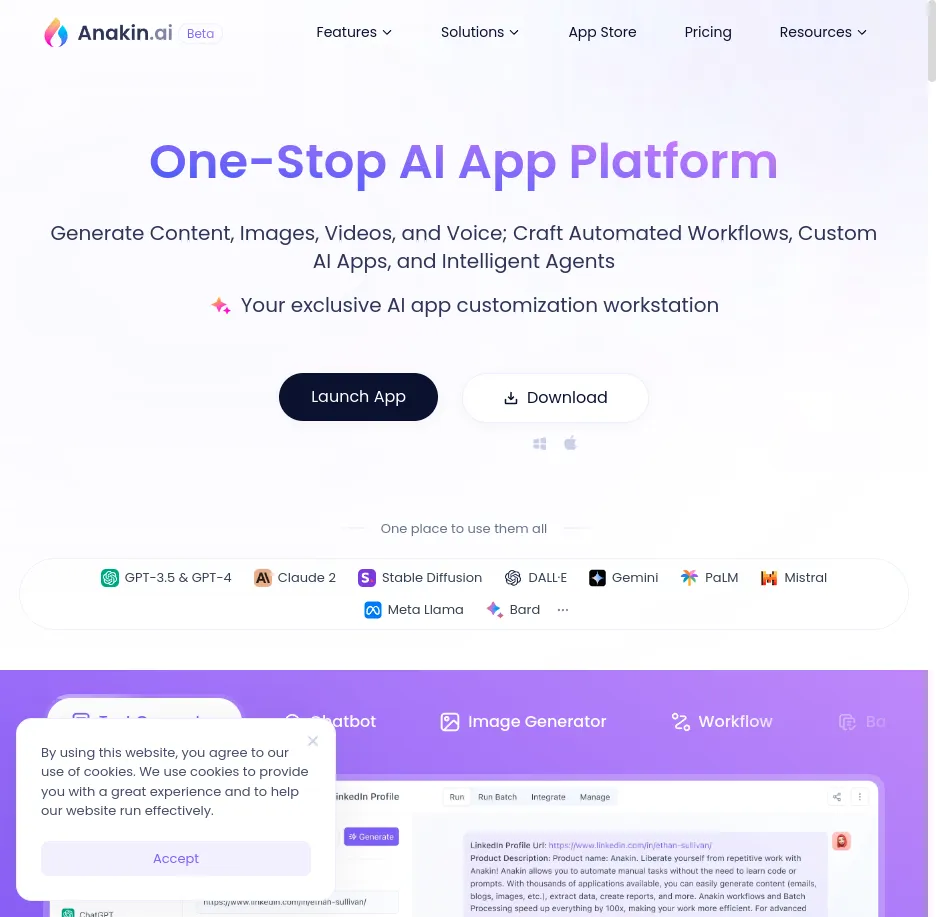 Anakin.ai Beta
Features
Solutions
App Store
Pricing
Resources
One-Stop AI App Platform
Generate Content, Images, Videos, and Voice; Craft Automated Workflows, Custom
AI Apps, and Intelligent Agents
Your exclusive AI app customization workstation
Launch App
Download
One place to use them all
GPT-3.5 & GPT-4
Claude 2
Stable Diffusion
DALL·E
Gemini
PaLM
Mistral
Meta Llama
Bard
...
Chatbot
Image Generator
Workflow
Ba
By using this website, you agree to our
use of cookies. We use cookies to provide
you with a great experience and to help
our website run effectively.
Accept
inkedIn Profile
Run
Run Batch
Integrate
Manage
Generate
LinkedIn Profile Url: https://www.linkedin.com/in/ethan-sullivan/
Product Description: Product name: Anakin. Liberate yourself from repetitive work with
Anakin! Anakin allows you to automate manual tasks without the need to learn code or
prompts. With thousands of applications available, you can easily generate content (emails,
blogs, images, etc.), extract data, create reports, and more. Anakin workflows and Batch
Processing speed up everything by 100x, making your work more efficient. For advanced
https://www.linkedin.com/in/ethan-sullivan/
ChatGPT